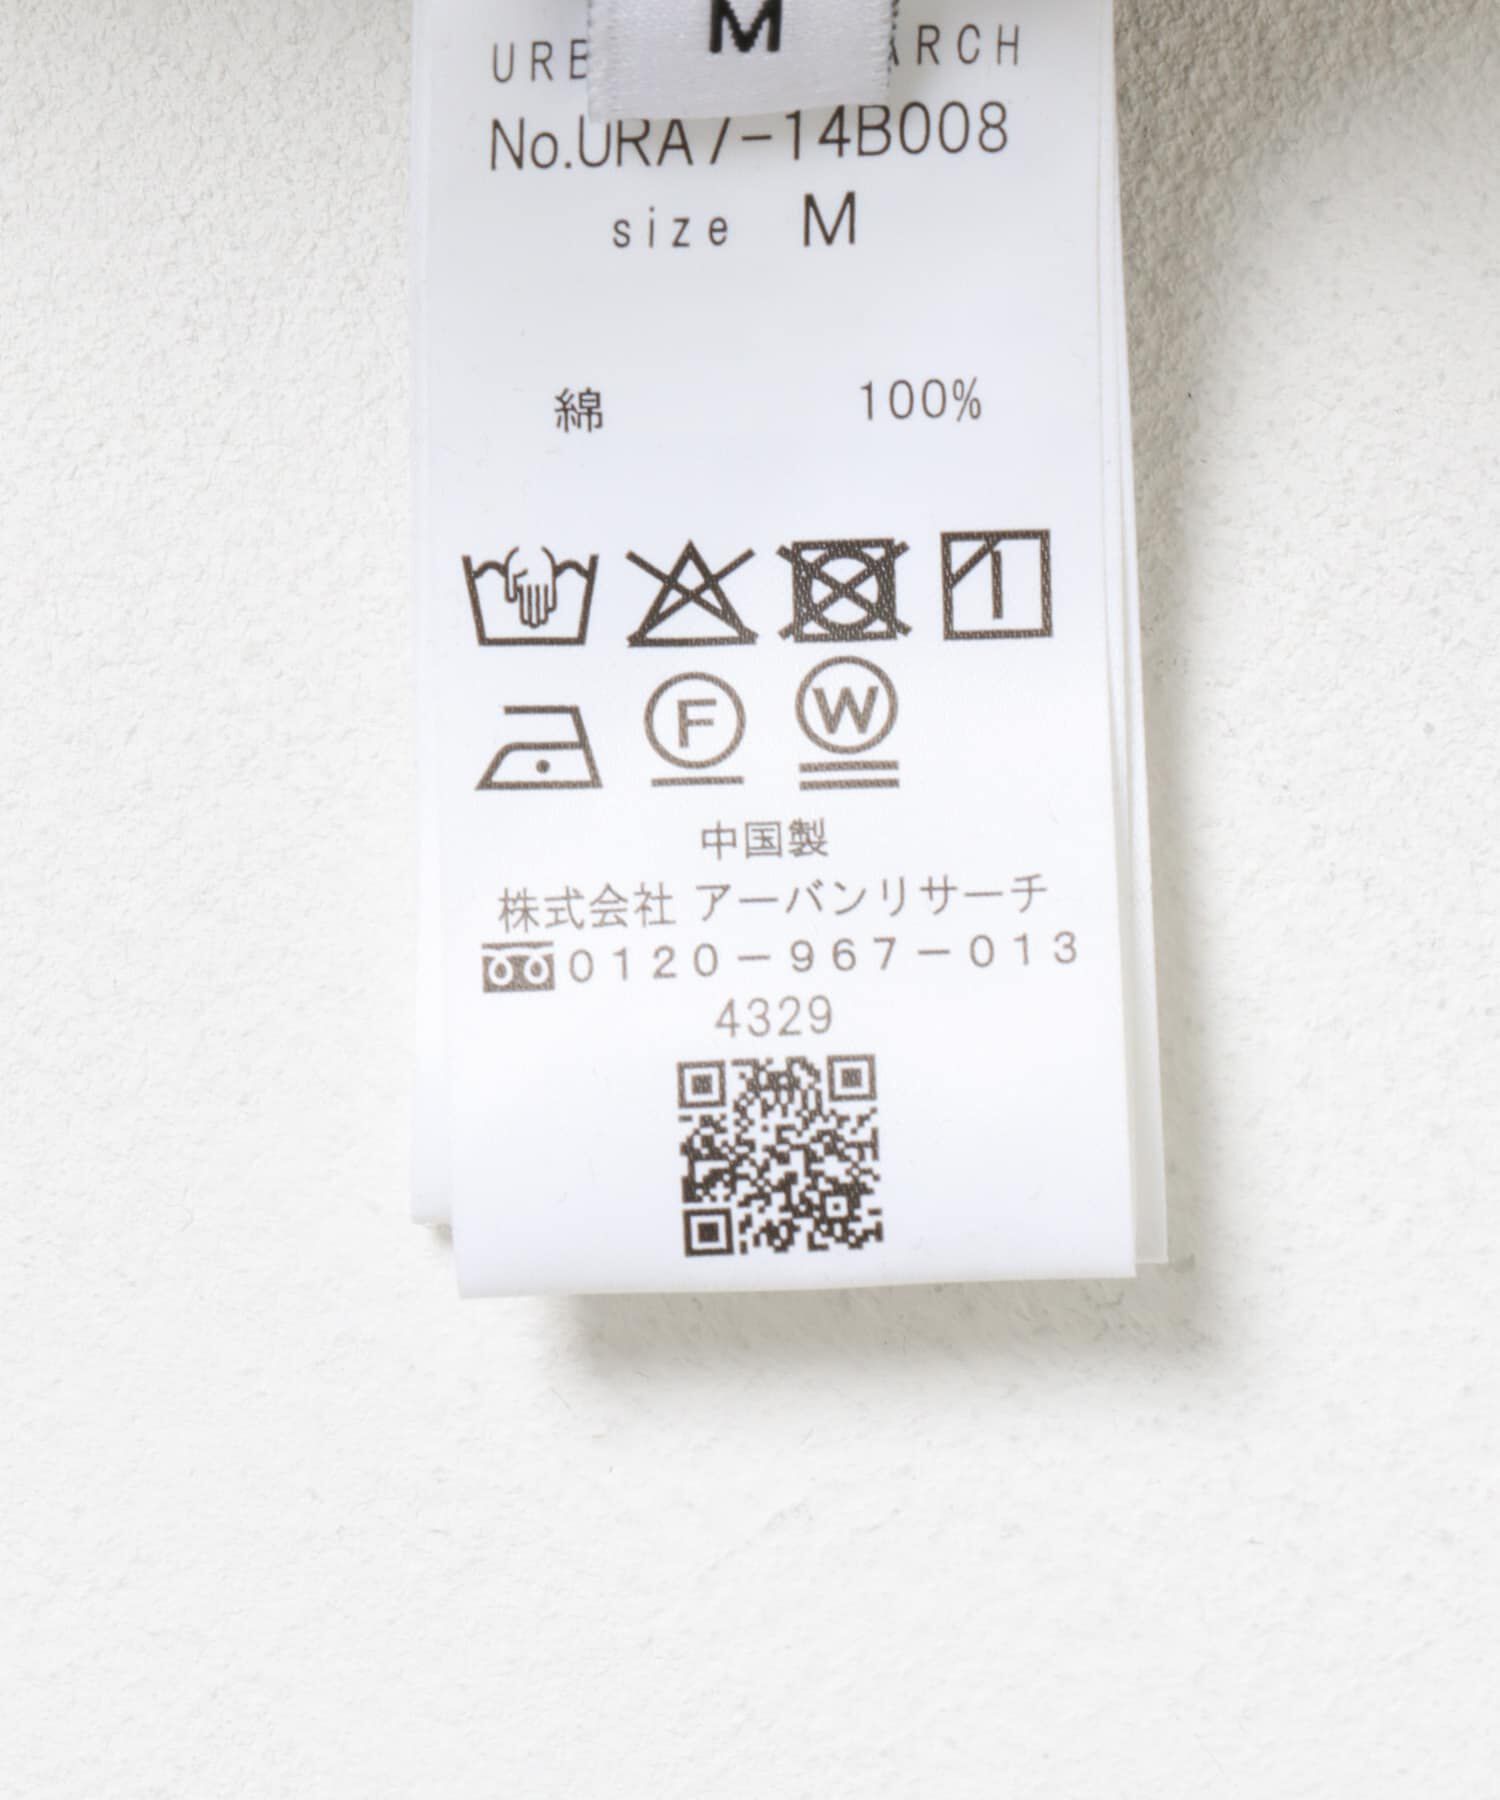 M
No.URA7-14B008
size M
綿 100%
F W
中国製
株式会社 アーバンリサーチ
0120-967-013
4329